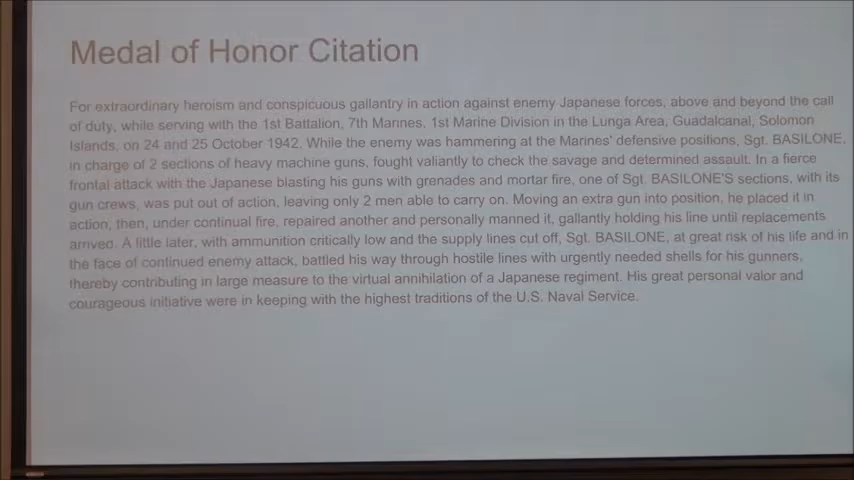 Medal of Honor Citation
For extraordinary heroism and conspicuous gallantry in action against enemy Japanese forces, above and beyond the call
of duty, while serving with the 1st Battalion, 7th Marines, 1st Marine Division in the Lunga Area, Guadalcanal, Solomon
Islands, on 24 and 25 October 1942. While the enemy was hammering at the Marines' defensive positions, Sgt. BASILONE,
in charge of 2 sections of heavy machine guns, fought valiantly to check the savage and determined assault. In a fierce
frontal attack with the Japanese blasting his guns with grenades and mortar fire, one of Sgt. BASILONE'S sections, with its
gun crews, was put out of action, leaving only 2 men able to carry on. Moving an extra gun into position, he placed it in
action, then, under continual fire, repaired another and personally manned it, gallantly holding his line until replacements
arrived. A little later, with ammunition critically low and the supply lines cut off, Sgt. BASILONE, at great risk of his life and in
the face of continued enemy attack, battled his way through hostile lines with urgently needed shells for his gunners,
thereby contributing in large measure to the virtual annihilation of a Japanese regiment. His great personal valor and
courageous initiative were in keeping with the highest traditions of the U.S. Naval Service.